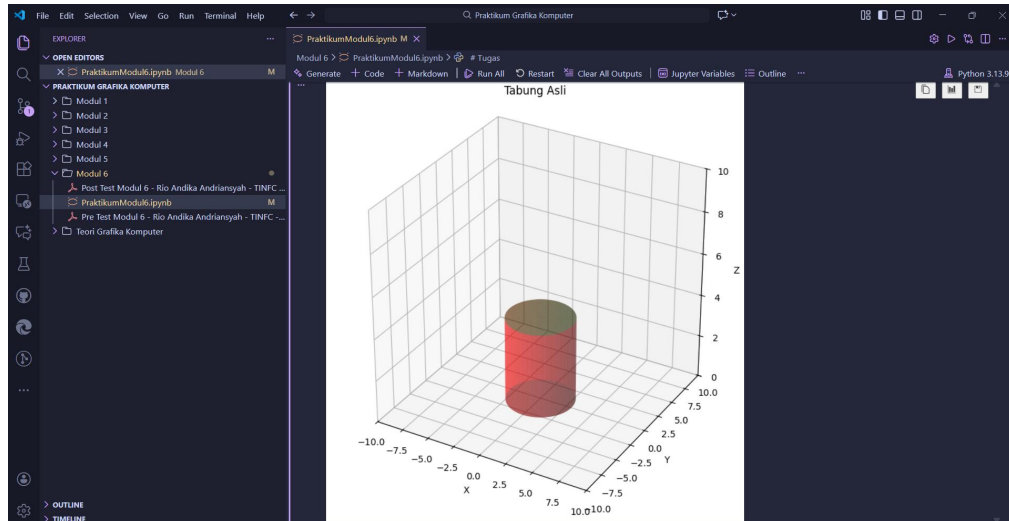 File Edit Selection View Go Run Terminal Help
Praktikum Grafika Komputer
EXPLORER
OPEN EDITORS
PraktikumModul6.ipynb Modul 6 M
PRAKTIKUM GRAFIKA KOMPUTER
Modul 1
Modul 2
Modul 3
Modul 4
Modul 5
Modul 6
Post Test Modul 6 - Rio Andika Andriansyah - TINFC ...
PraktikumModul6.ipynb M
Pre Test Modul 6 - Rio Andika Andriansyah - TINFC -...
Teori Grafika Komputer
OUTLINE
TIMELINE
PraktikumModul6.ipynb M
Modul 6 > PraktikumModul6.ipynb > # Tugas
Generate + Code + Markdown | Run All Restart Clear All Outputs | Jupyter Variables Outline ...
Python 3.13.9
Tabung Asli
10
8
6
Z
4
2
0
10.0
7.5
5.0
2.5
0.0
Y
−2.5
−5.0
−7.5
−10.0
−10.0
−7.5
−5.0
−2.5
0.0
X
2.5
5.0
7.5
10.0
1